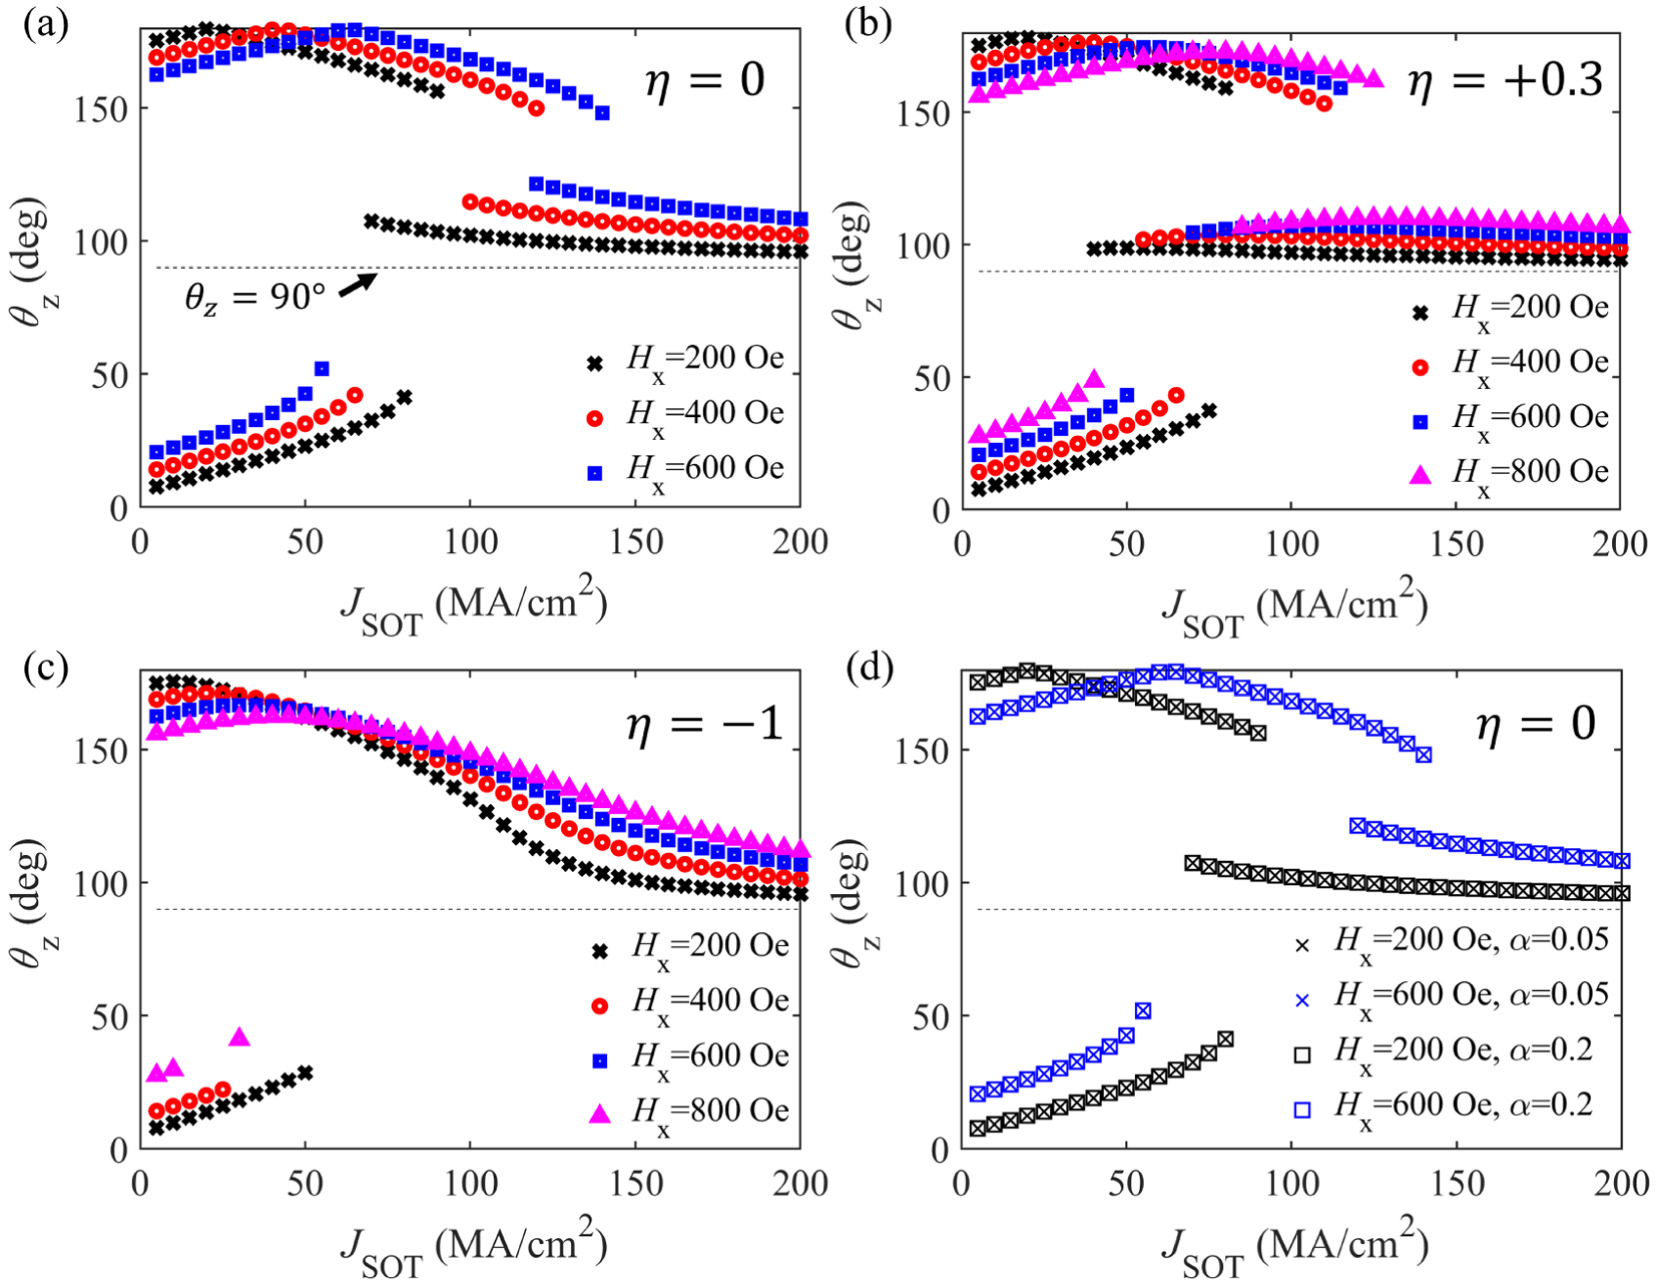 (a)
η = 0
150
100
50
0
θz (deg)
θz = 90°
Hx=200 Oe
Hx=400 Oe
Hx=600 Oe
0 50 100 150 200
JSOT (MA/cm²)
(b)
η = +0.3
150
100
50
0
θz (deg)
Hx=200 Oe
Hx=400 Oe
Hx=600 Oe
Hx=800 Oe
0 50 100 150 200
JSOT (MA/cm²)
(c)
η = −1
150
100
50
0
θz (deg)
Hx=200 Oe
Hx=400 Oe
Hx=600 Oe
Hx=800 Oe
0 50 100 150 200
JSOT (MA/cm²)
(d)
η = 0
150
100
50
0
θz (deg)
Hx=200 Oe, α=0.05
Hx=600 Oe, α=0.05
Hx=200 Oe, α=0.2
Hx=600 Oe, α=0.2
0 50 100 150 200
JSOT (MA/cm²)